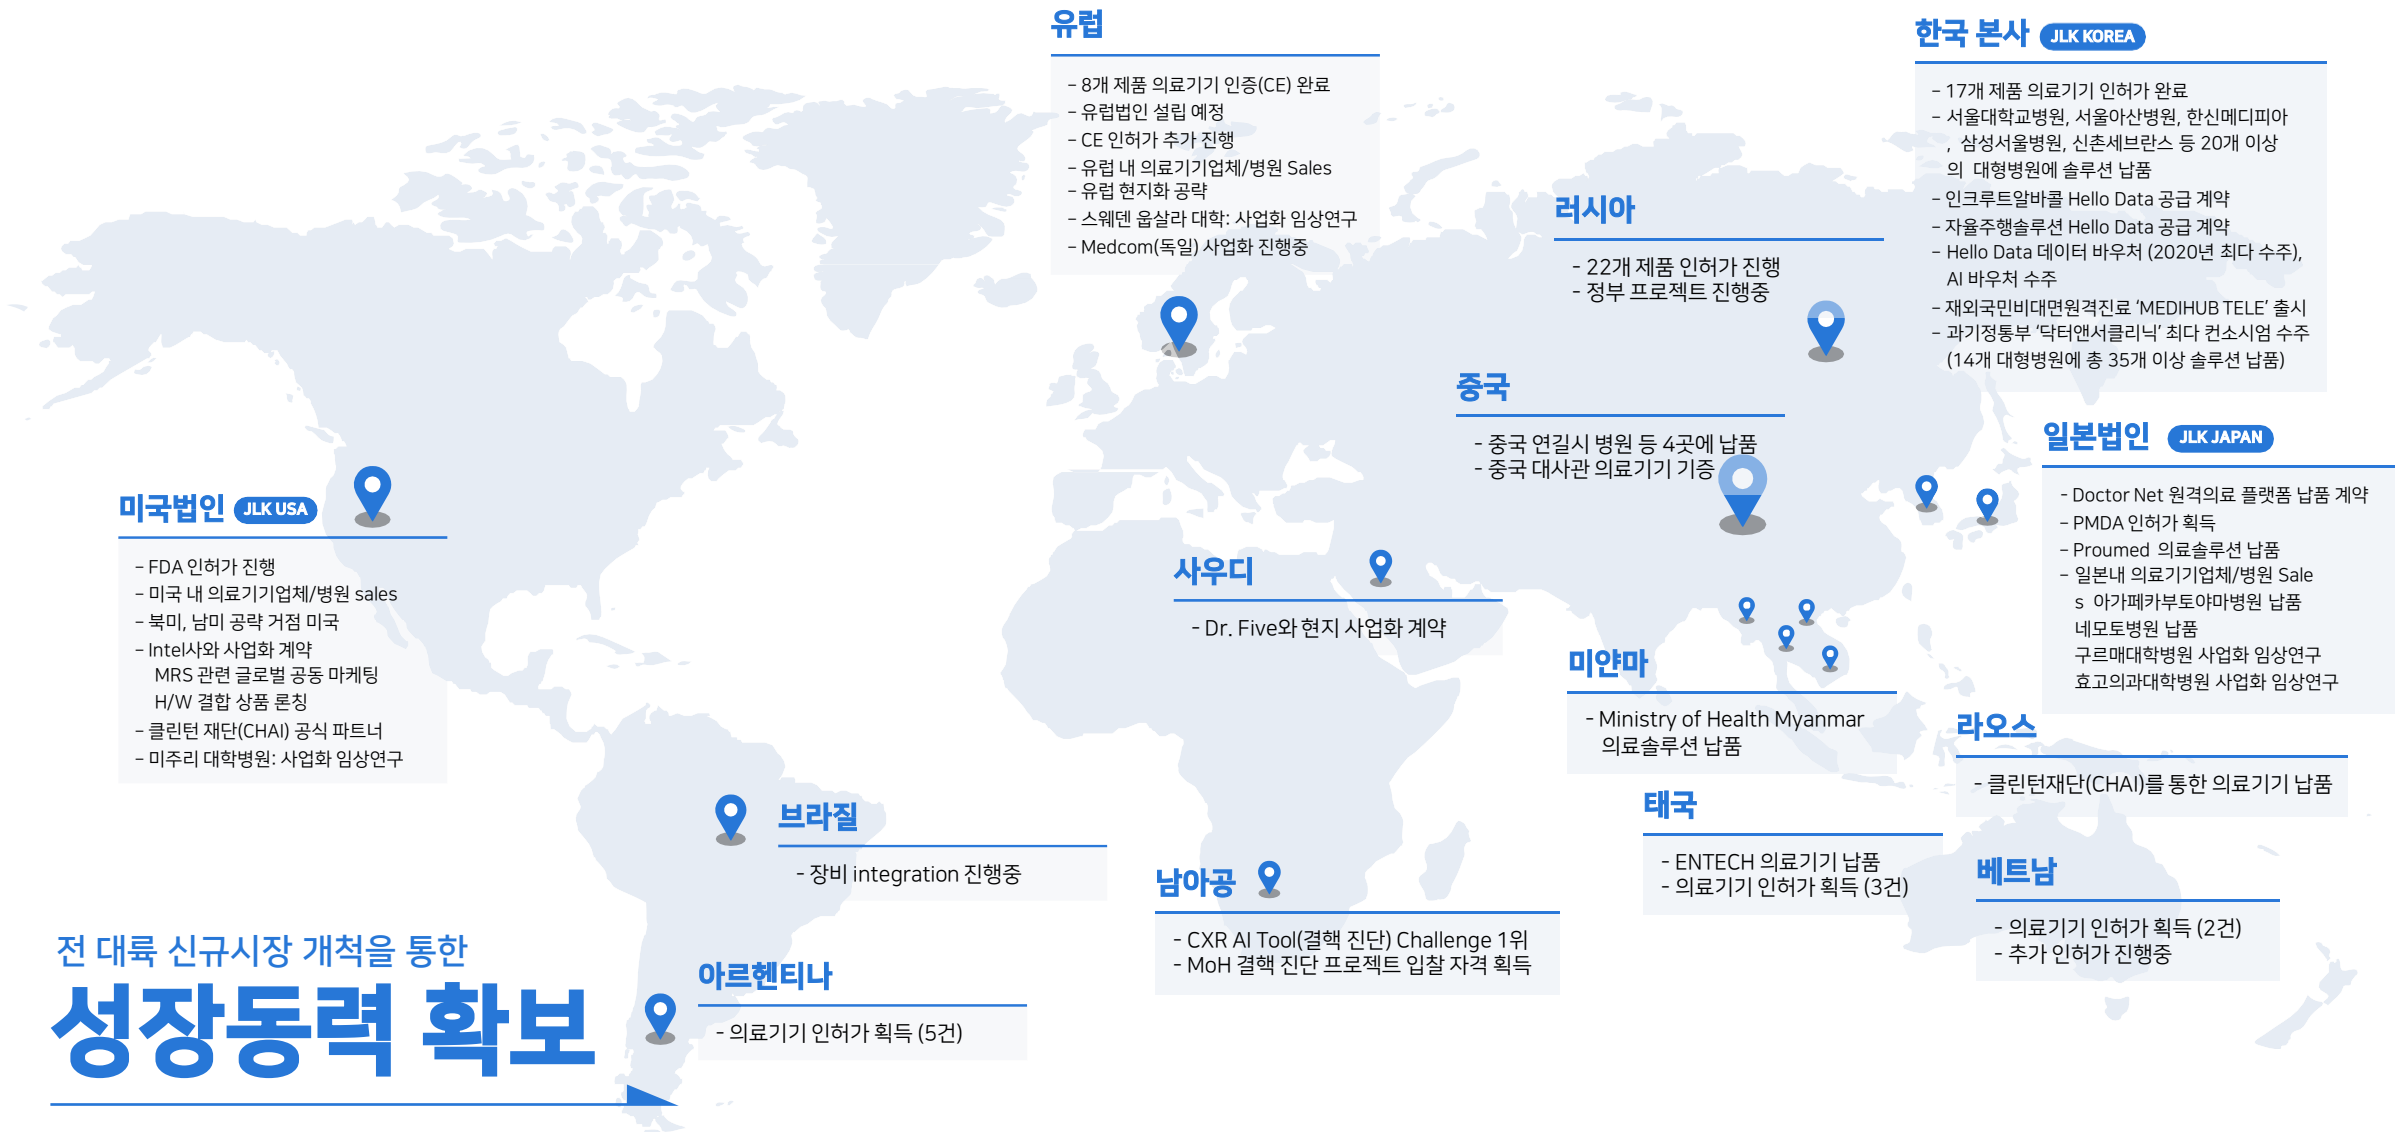 유럽
- 8개 제품 의료기기 인증(CE) 완료
- 유럽법인 설립 예정
- CE 인허가 추가 진행
- 유럽 내 의료기기업체/병원 Sales
- 유럽 현지화 공략
- 스웨덴 웁살라 대학: 사업화 임상연구
- Medcom(독일) 사업화 진행중
한국 본사 JLK KOREA
- 17개 제품 의료기기 인허가 완료
- 서울대학교병원, 서울아산병원, 한신메디피아
, 삼성서울병원, 신촌세브란스 등 20개 이상
의 대형병원에 솔루션 납품
- 인크루트알바콜 Hello Data 공급 계약
- 자율주행솔루션 Hello Data 공급 계약
- Hello Data 데이터 바우처 (2020년 최다 수주),
AI 바우처 수주
- 재외국민비대면원격진료 ‘MEDIHUB TELE’ 출시
- 과기정통부 ‘닥터앤서클리닉’ 최다 컨소시엄 수주
(14개 대형병원에 총 35개 이상 솔루션 납품)
러시아
- 22개 제품 인허가 진행
- 정부 프로젝트 진행중
중국
- 중국 연길시 병원 등 4곳에 납품
- 중국 대사관 의료기기 기증
일본법인 JLK JAPAN
- Doctor Net 원격의료 플랫폼 납품 계약
- PMDA 인허가 획득
- Proumed 의료솔루션 납품
- 일본내 의료기기업체/병원 Sale
s 아가페카부토야마병원 납품
네모토병원 납품
구르매대학병원 사업화 임상연구
효고의과대학병원 사업화 임상연구
미국법인 JLK USA
- FDA 인허가 진행
- 미국 내 의료기기업체/병원 sales
- 북미, 남미 공략 거점 미국
- Intel사와 사업화 계약
MRS 관련 글로벌 공동 마케팅
H/W 결합 상품 론칭
- 클린턴 재단(CHAI) 공식 파트너
- 미주리 대학병원: 사업화 임상연구
사우디
- Dr. Five와 현지 사업화 계약
미얀마
- Ministry of Health Myanmar
의료솔루션 납품
라오스
- 클린턴재단(CHAI)를 통한 의료기기 납품
태국
- ENTECH 의료기기 납품
- 의료기기 인허가 획득 (3건)
베트남
- 의료기기 인허가 획득 (2건)
- 추가 인허가 진행중
브라질
- 장비 integration 진행중
남아공
- CXR AI Tool(결핵 진단) Challenge 1위
- MoH 결핵 진단 프로젝트 입찰 자격 획득
아르헨티나
- 의료기기 인허가 획득 (5건)
전 대륙 신규시장 개척을 통한
성장동력 확보